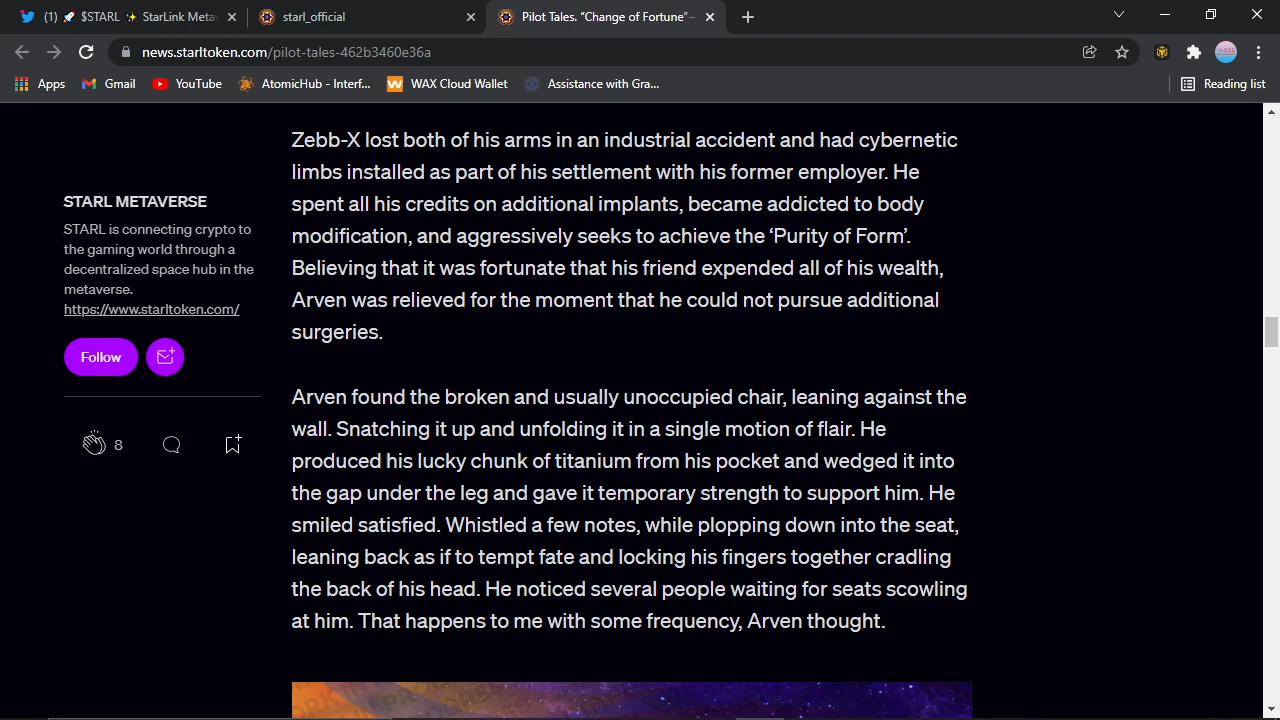 (1) 🚀 $STARL ✨ StarLink Meta
starl_official
Pilot Tales. “Change of Fortune” –
news.starltoken.com/pilot-tales-462b3460e36a
Apps
Gmail
YouTube
AtomicHub - Interf...
WAX Cloud Wallet
Assistance with Gra...
Reading list
STARL METAVERSE
STARL is connecting crypto to
the gaming world through a
decentralized space hub in the
metaverse.
https://www.starltoken.com/
Follow
8
Zebb-X lost both of his arms in an industrial accident and had cybernetic
limbs installed as part of his settlement with his former employer. He
spent all his credits on additional implants, became addicted to body
modification, and aggressively seeks to achieve the ‘Purity of Form’.
Believing that it was fortunate that his friend expended all of his wealth,
Arven was relieved for the moment that he could not pursue additional
surgeries.
Arven found the broken and usually unoccupied chair, leaning against the
wall. Snatching it up and unfolding it in a single motion of flair. He
produced his lucky chunk of titanium from his pocket and wedged it into
the gap under the leg and gave it temporary strength to support him. He
smiled satisfied. Whistled a few notes, while plopping down into the seat,
leaning back as if to tempt fate and locking his fingers together cradling
the back of his head. He noticed several people waiting for seats scowling
at him. That happens to me with some frequency, Arven thought.